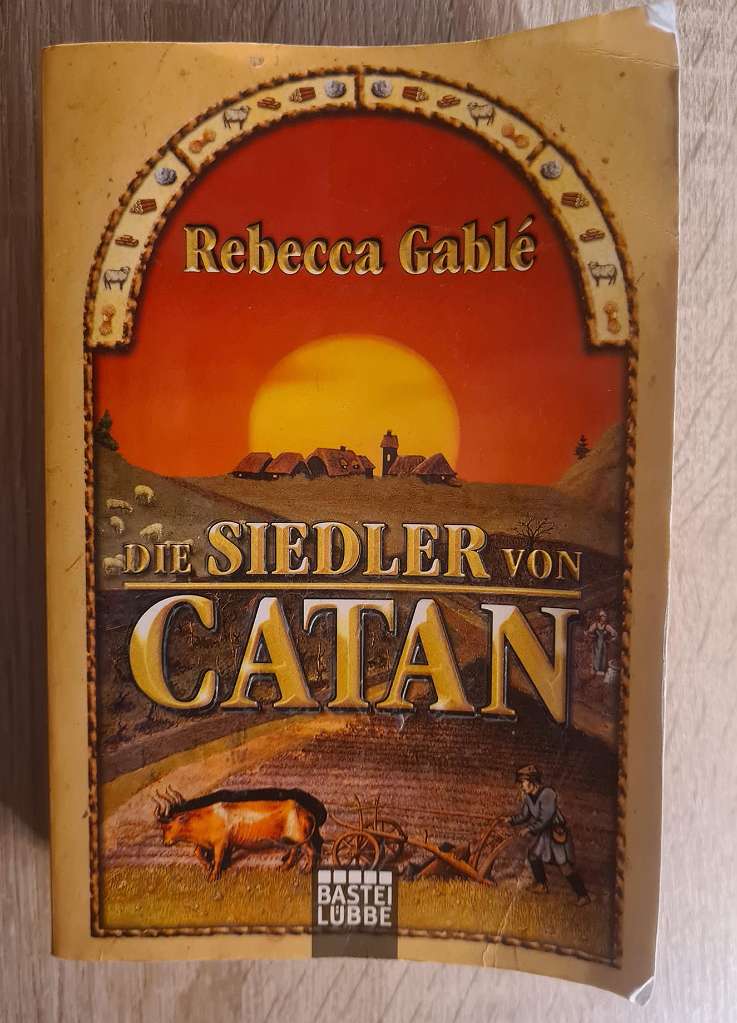 Rebecca Gablé
DIE SIEDLER VON
CATAN
BASTEI
LÜBBE